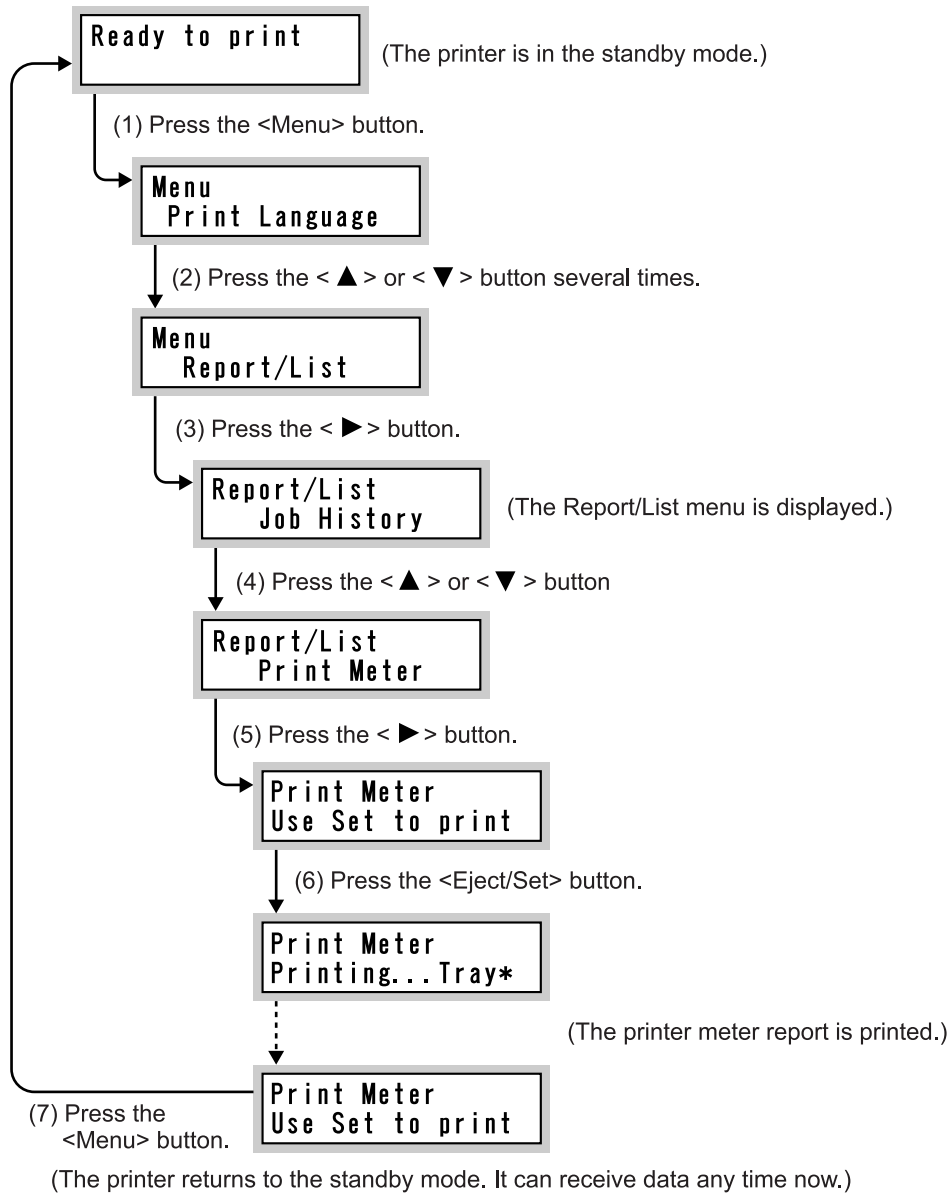 Ready to print
(The printer is in the standby mode.)
(1) Press the <Menu> button.
Menu
Print Language
(2) Press the < ▲ > or < ▼ > button several times.
Menu
Report/List
(3) Press the < ▶ > button.
Report/List
Job History
(The Report/List menu is displayed.)
(4) Press the < ▲ > or < ▼ > button
Report/List
Print Meter
(5) Press the < ▶ > button.
Print Meter
Use Set to print
(6) Press the <Eject/Set> button.
Print Meter
Printing...Tray*
(The printer meter report is printed.)
Print Meter
Use Set to print
(7) Press the
<Menu> button.
(The printer returns to the standby mode. It can receive data any time now.)